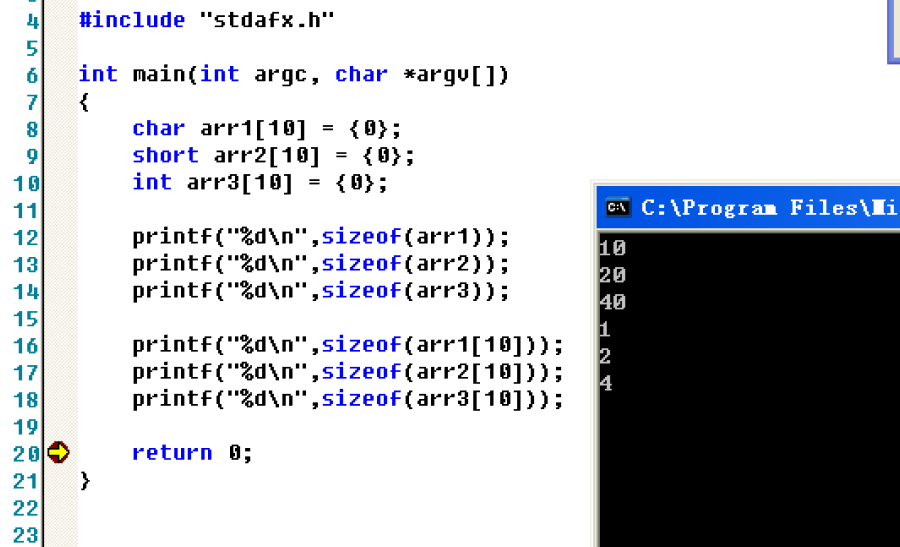 4 #include "stdafx.h"
5
6 int main(int argc, char *argv[])
7 {
8 char arr1[10] = {0};
9 short arr2[10] = {0};
10 int arr3[10] = {0};
11
12 printf("%d\n",sizeof(arr1));
13 printf("%d\n",sizeof(arr2));
14 printf("%d\n",sizeof(arr3));
15
16 printf("%d\n",sizeof(arr1[10]));
17 printf("%d\n",sizeof(arr2[10]));
18 printf("%d\n",sizeof(arr3[10]));
19
20 return 0;
21 }
22
23
C:\Program Files\Mi
10
20
40
1
2
4